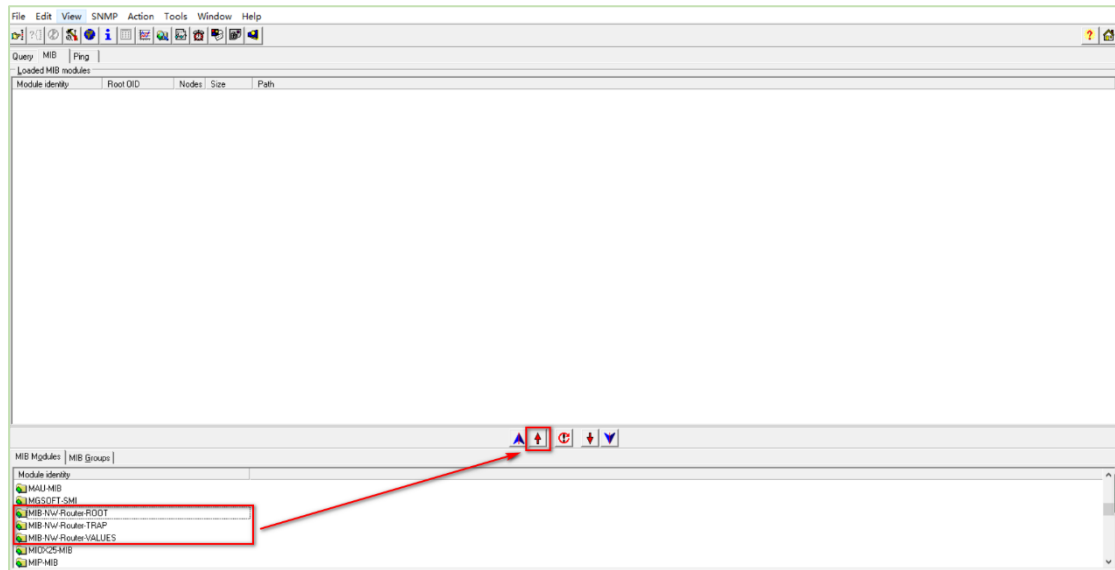 File Edit View SNMP Action Tools Window Help
Query MIB Ping
Loaded MIB modules
Module identity Root OID Nodes Size Path
MIB Modules MIB Groups
Module identity
MAU-MIB
MGSOFT-SMI
MIB-NW-Router-ROOT
MIB-NW-Router-TRAP
MIB-NW-Router-VALUES
MIOX25-MIB
MIP-MIB